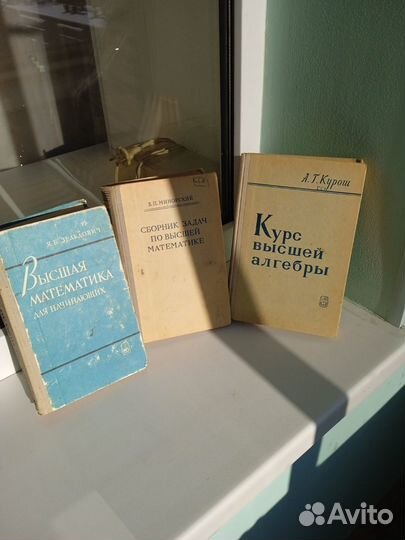 Я.Б. ЗЕЛЬДОВИЧ
ВЫСШАЯ
МАТЕМАТИКА
ДЛЯ НАЧИНАЮЩИХ
В.П. МИНОРСКИЙ
СБОРНИК ЗАДАЧ
ПО ВЫСШЕЙ
МАТЕМАТИКЕ
А.Г. Курош
Курс
высшей
алгебры
Avito